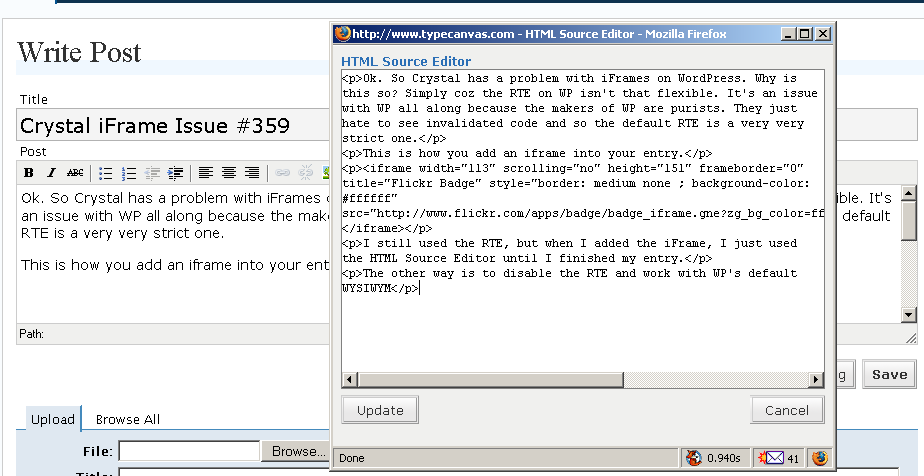 http://www.typecanvas.com - HTML Source Editor - Mozilla Firefox
Write Post
Title
Crystal iFrame Issue #359
Post
B I ABC
Ok. So Crystal has a problem with iFrames
ble. It's
an issue with WP all along because the
default
RTE is a very very strict one.
This is how you add an iframe into your
Path:
Save
Upload Browse All
File: Browse...
HTML Source Editor
<p>Ok. So Crystal has a problem with iFrames on WordPress. Why is
this so? Simply coz the RTE on WP isn't that flexible. It's an issue
with WP all along because the makers of WP are purists. They just
hate to see invalidated code and so the default RTE is a very very
strict one.</p>
<p>This is how you add an iframe into your entry.</p>
<p><iframe width="113" scrolling="no" height="151" frameborder="0"
title="Flickr Badge" style="border: medium none ; background-color:
#ffffff"
src="http://www.flickr.com/apps/badge/badge_iframe.gne?zg_bg_color=ff
</iframe></p>
<p>I still used the RTE, but when I added the iFrame, I just used
the HTML Source Editor until I finished my entry.</p>
<p>The other way is to disable the RTE and work with WP's default
WYSIWYM</p>
Update Cancel
Done 0.940s 41